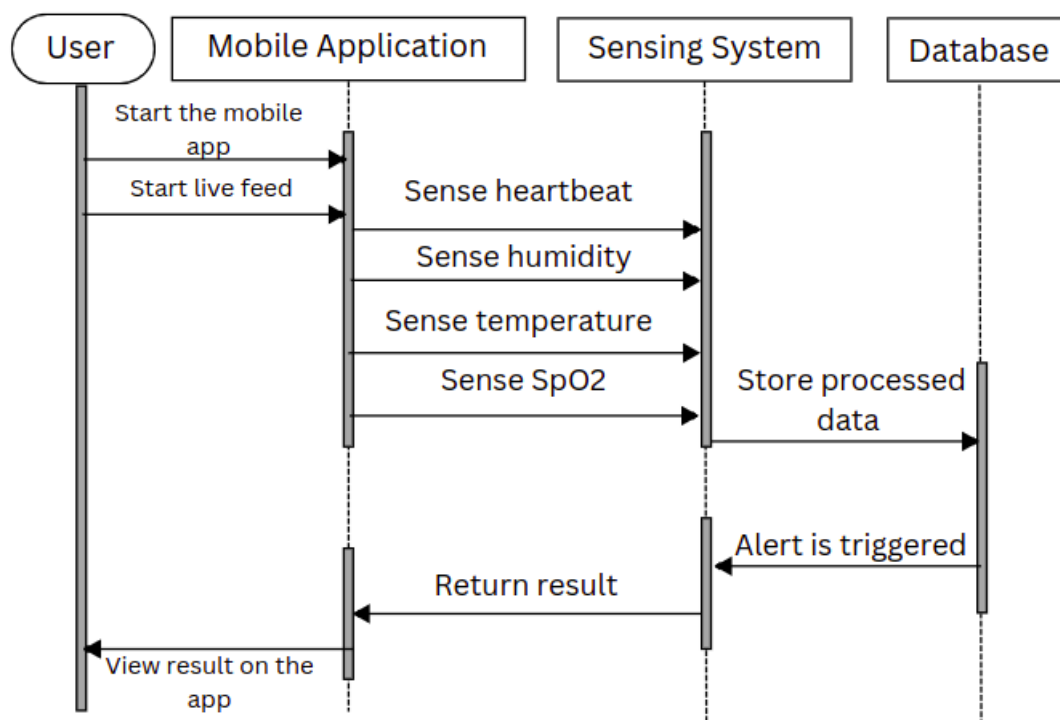 User
Mobile Application
Sensing System
Database
Start the mobile
app
Start live feed
Sense heartbeat
Sense humidity
Sense temperature
Sense SpO2
Store processed
data
Alert is triggered
Return result
View result on the
app